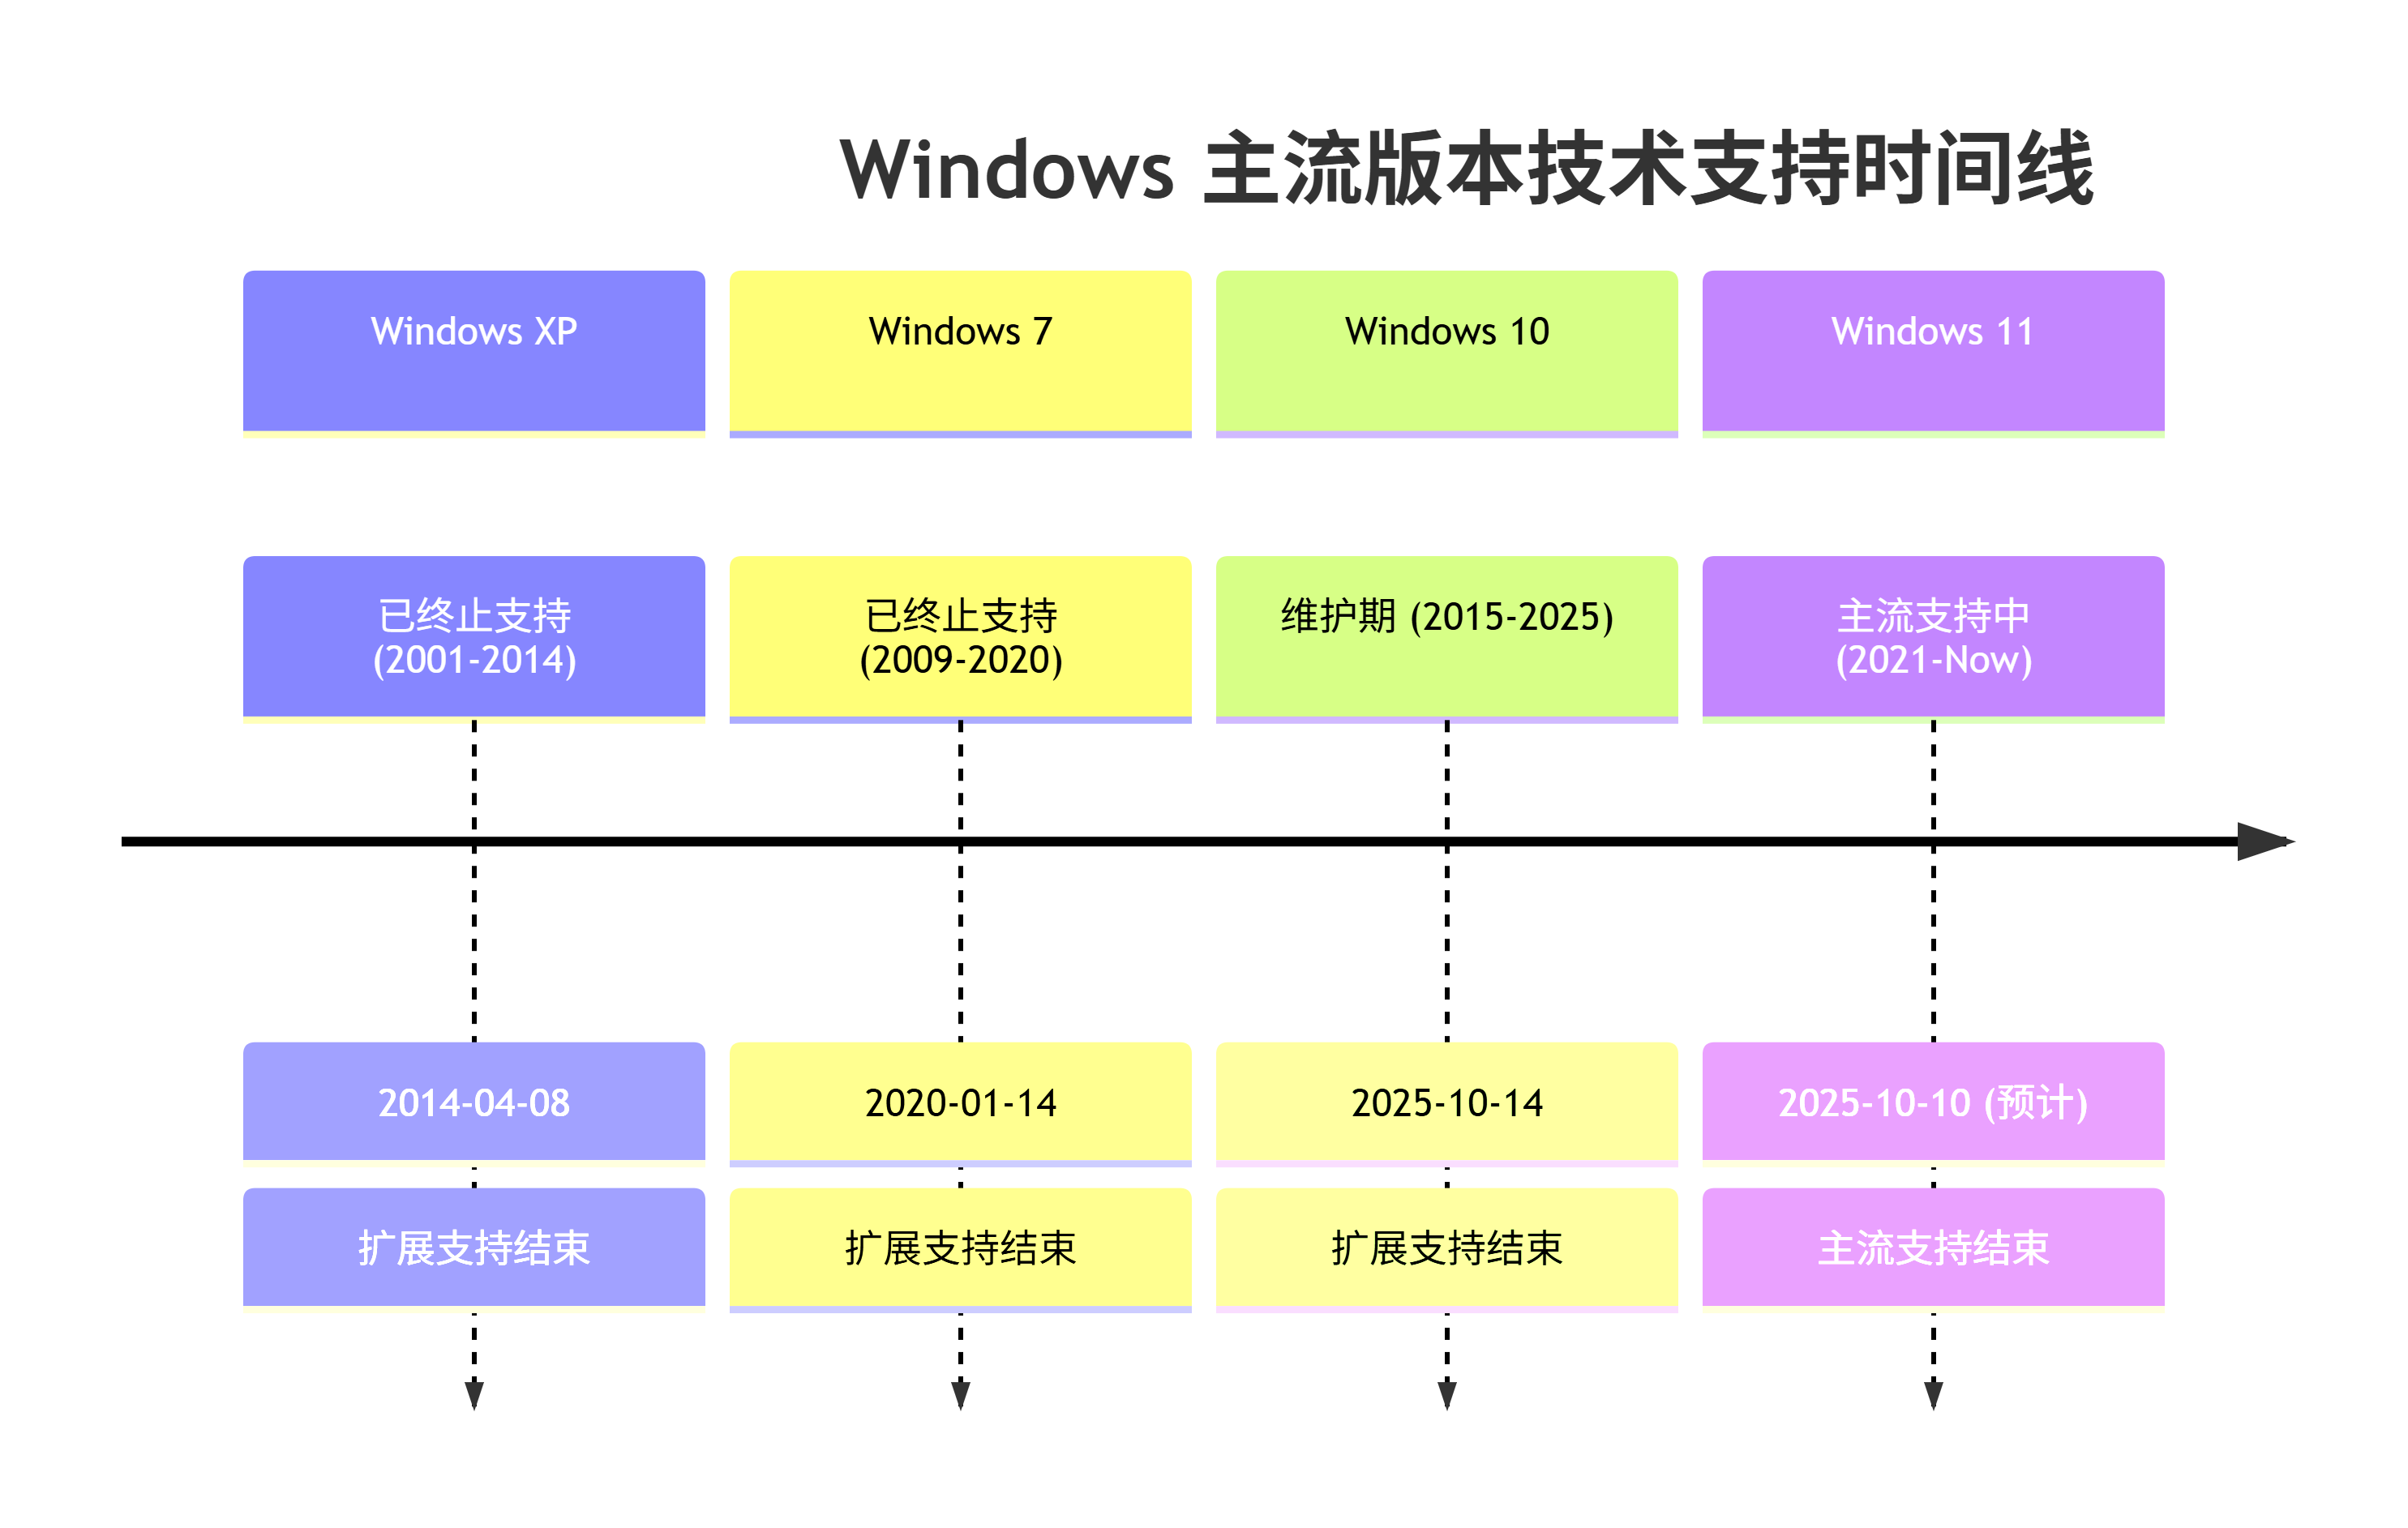 Windows 主流版本技术支持时间线
Windows XP
Windows 7
Windows 10
Windows 11
已终止支持
(2001-2014)
已终止支持
(2009-2020)
维护期 (2015-2025)
主流支持中
(2021-Now)
2014-04-08
2020-01-14
2025-10-14
2025-10-10 (预计)
扩展支持结束
扩展支持结束
扩展支持结束
主流支持结束